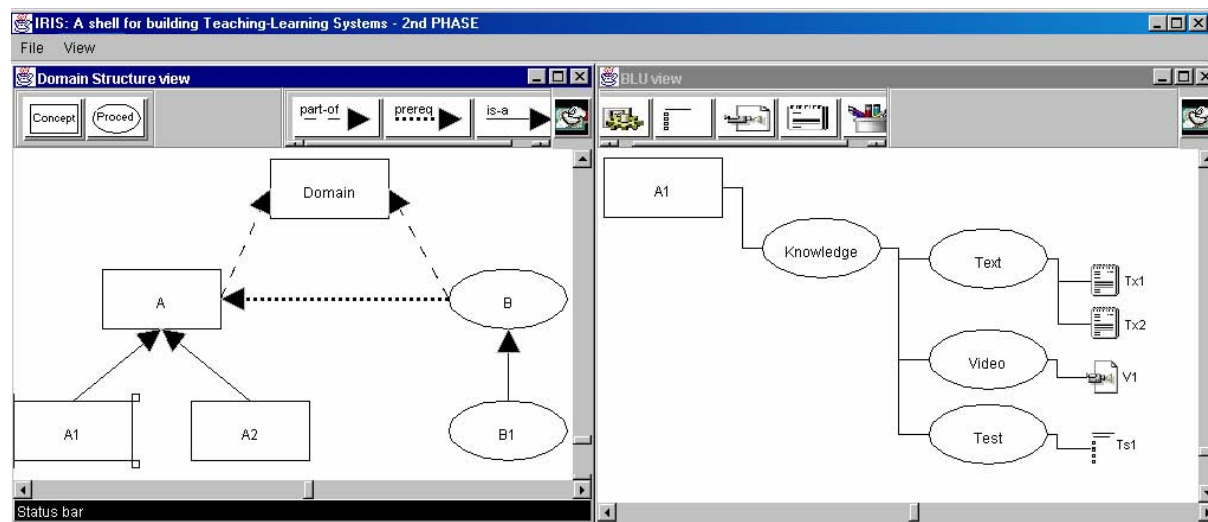 IRIS: A shell for building Teaching-Learning Systems - 2nd PHASE
File View
Domain Structure view
Concept
Proced
part-of
prereq
is-a
Domain
A
B
A1
A2
B1
Status bar
BLU view
A1
Knowledge
Text
Tx1
Tx2
Video
V1
Test
Ts1